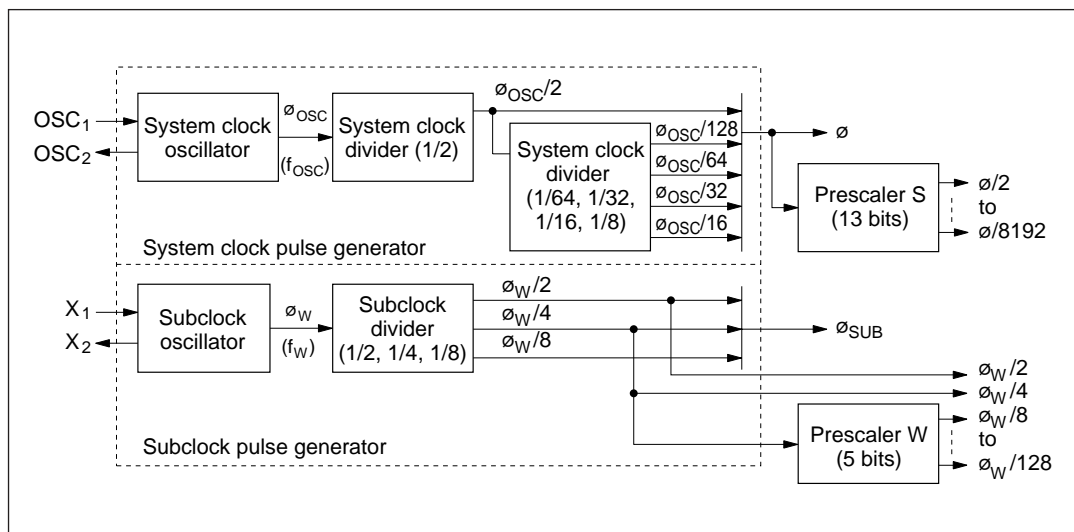 OSC1
OSC2
System clock
oscillator
øOSC
(fOSC)
System clock
divider (1/2)
øOSC/2
System clock
divider
(1/64, 1/32,
1/16, 1/8)
øOSC/128
øOSC/64
øOSC/32
øOSC/16
ø
Prescaler S
(13 bits)
ø/2
to
ø/8192
System clock pulse generator
X1
X2
Subclock
oscillator
øW
(fW)
Subclock
divider
(1/2, 1/4, 1/8)
øW/2
øW/4
øW/8
øSUB
øW/2
øW/4
Prescaler W
(5 bits)
øW/8
to
øW/128
Subclock pulse generator